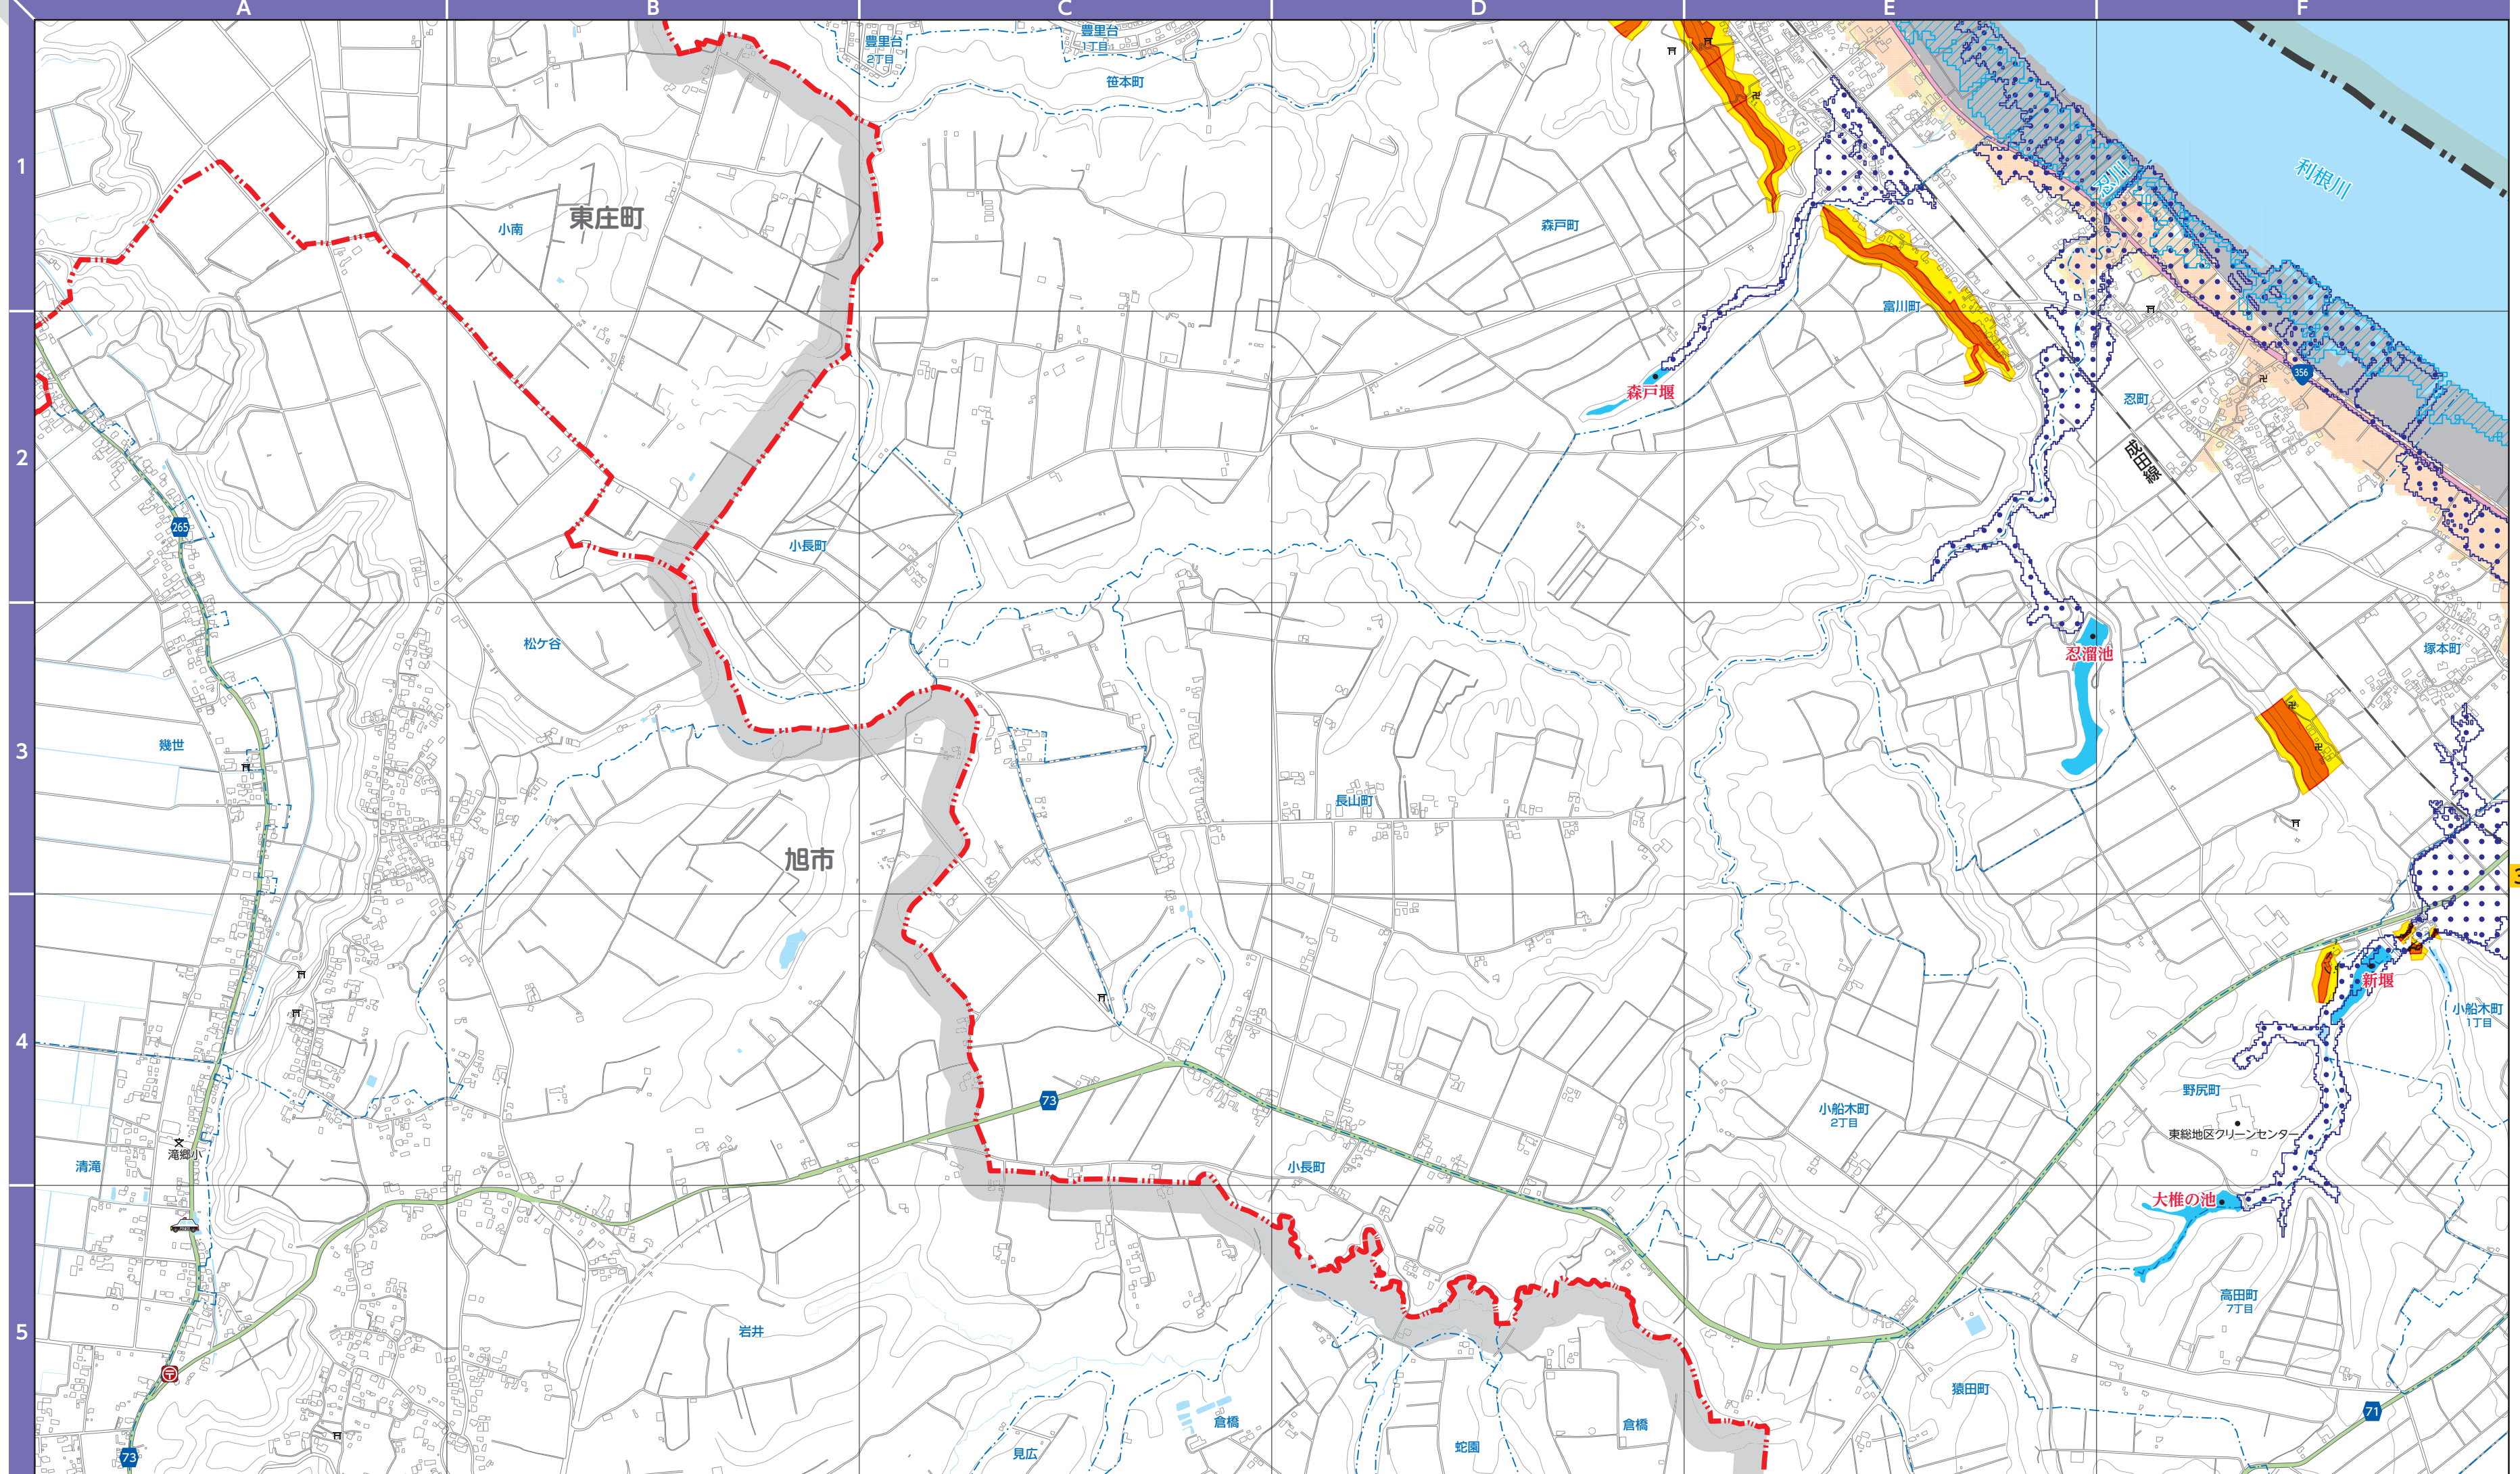 A
B
C
D
E
F
1
2
3
4
5
豊里台
2丁目
豊里台
1丁目
笹本町
小南
東庄町
森戸町
富川町
忍川
利根川
森戸堰
忍町
356
成田線
265
小長町
松ケ谷
忍溜池
塚本町
幾世
長山町
旭市
新堰
小船木町
1丁目
73
小船木町
2丁目
野尻町
東総地区クリーンセンター
滝郷小
清滝
小長町
大椎の池
高田町
7丁目
岩井
猿田町
倉橋
倉橋
蛇園
見広
71
73